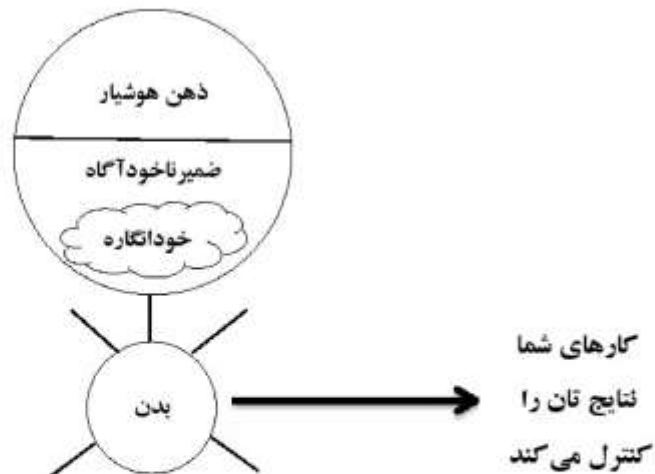 ذهن هوشیار
ضمیرناخودآگاه
خودانگاره
بدن
کارهای شما
نتایج تان را
کنترل می‌کند